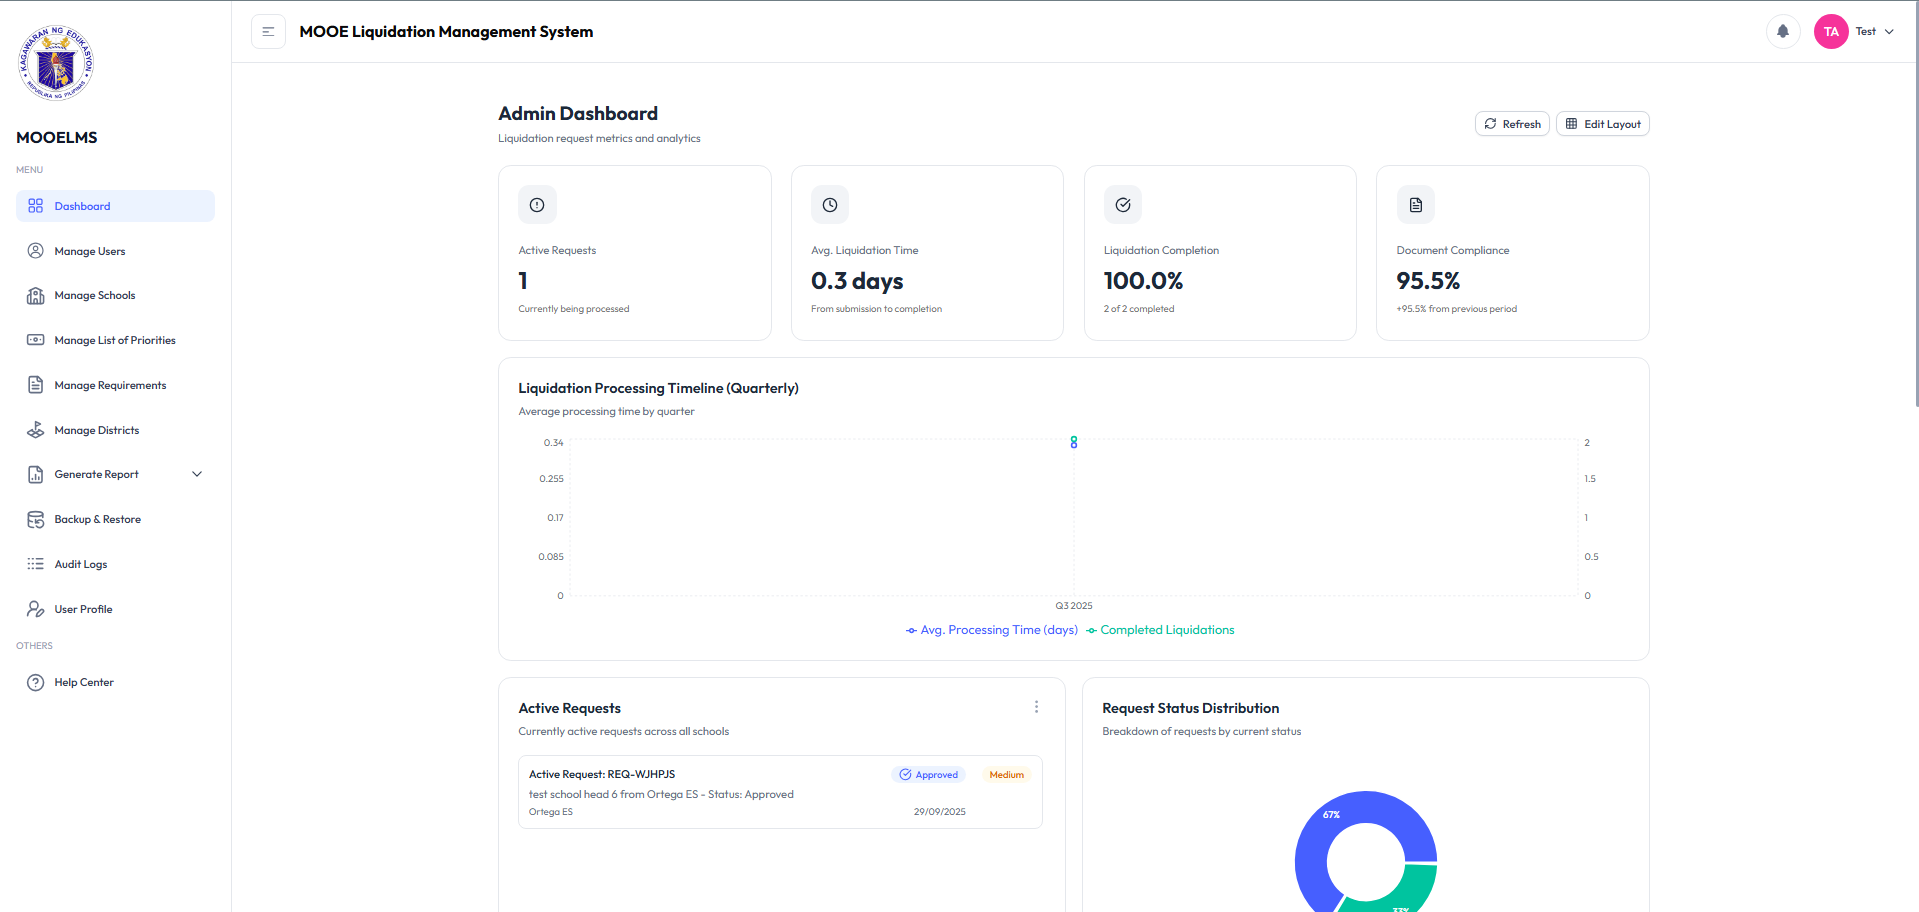 KAGAWARAN NG EDUKASYON
REPUBLIKA NG PILIPINAS
MOOELMS
MENU
Dashboard
Manage Users
Manage Schools
Manage List of Priorities
Manage Requirements
Manage Districts
Generate Report
Backup & Restore
Audit Logs
User Profile
OTHERS
Help Center
MOOE Liquidation Management System
TA Test
Admin Dashboard
Liquidation request metrics and analytics
Refresh
Edit Layout
Active Requests
1
Currently being processed
Avg. Liquidation Time
0.3 days
From submission to completion
Liquidation Completion
100.0%
2 of 2 completed
Document Compliance
95.5%
+95.5% from previous period
Liquidation Processing Timeline (Quarterly)
Average processing time by quarter
0.34
0.255
0.17
0.085
0
2
1.5
1
0.5
0
Q3 2025
Avg. Processing Time (days) Completed Liquidations
Active Requests
Currently active requests across all schools
Active Request: REQ-WJHPJS Approved Medium
test school head 6 from Ortega ES - Status: Approved
Ortega ES 29/09/2025
Request Status Distribution
Breakdown of requests by current status
67%
33%